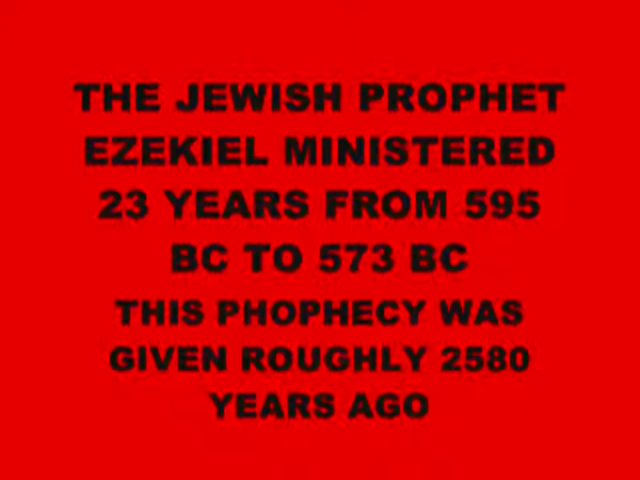 THE JEWISH PROPHET
EZEKIEL MINISTERED
23 YEARS FROM 595
BC TO 573 BC
THIS PHOPHECY WAS
GIVEN ROUGHLY 2580
YEARS AGO